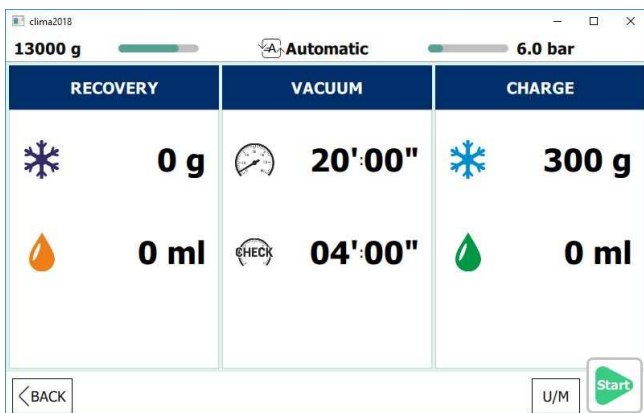 clima2018
13000 g A Automatic 6.0 bar
RECOVERY VACUUM CHARGE
0 g 20':00" 300 g
0 ml CHECK 04':00" 0 ml
BACK U/M Start